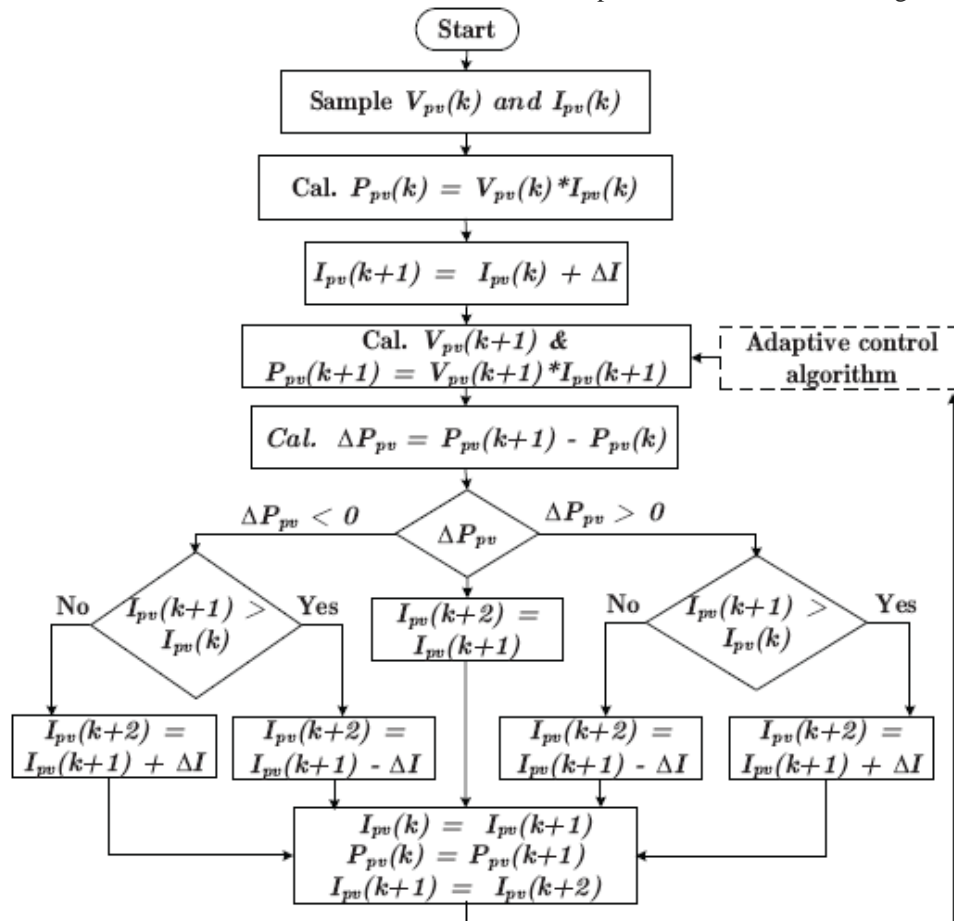 Start
Sample V_pv(k) and I_pv(k)
Cal. P_pv(k) = V_pv(k)*I_pv(k)
I_pv(k+1) = I_pv(k) + ΔI
Cal. V_pv(k+1) &
P_pv(k+1) = V_pv(k+1)*I_pv(k+1)
Adaptive control
algorithm
Cal. ΔP_pv = P_pv(k+1) - P_pv(k)
ΔP_pv < 0
ΔP_pv
ΔP_pv > 0
No
I_pv(k+1) >
I_pv(k)
Yes
I_pv(k+2) =
I_pv(k+1)
No
I_pv(k+1) >
I_pv(k)
Yes
I_pv(k+2) =
I_pv(k+1) + ΔI
I_pv(k+2) =
I_pv(k+1) - ΔI
I_pv(k+2) =
I_pv(k+1) - ΔI
I_pv(k+2) =
I_pv(k+1) + ΔI
I_pv(k) = I_pv(k+1)
P_pv(k) = P_pv(k+1)
I_pv(k+1) = I_pv(k+2)